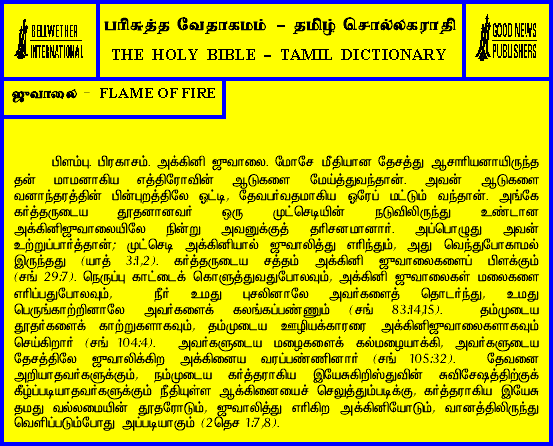 BELLWETHER
INTERNATIONAL
பரிசுத்த வேதாகமம் – தமிழ் சொல்லகராதி
THE HOLY BIBLE – TAMIL DICTIONARY
GOOD NEWS
PUBLISHERS
ஜுவாலை – FLAME OF FIRE
பிளம்பு. பிரகாசம். அக்கினி ஜுவாலை. மோசே மீதியான தேசத்து ஆசாரியனாயிருந்த
தன் மாமனாகிய எத்திரோவின் ஆடுகளை மேய்த்துவந்தான். அவன் ஆடுகளை
வனாந்தரத்தின் பின்புறத்திலே ஓட்டி, தேவபர்வதமாகிய ஒரேப் மட்டும் வந்தான். அங்கே
கர்த்தருடைய தூதனானவர் ஒரு முட்செடியின் நடுவிலிருந்து உண்டான
அக்கினிஜுவாலையிலே நின்று அவனுக்குத் தரிசனமானார். அப்பொழுது அவன்
உற்றுப்பார்த்தான்; முட்செடி அக்கினியால் ஜுவாலித்து எரிந்தும், அது வெந்துபோகாமல்
இருந்தது (யாத் 3:1,2). கர்த்தருடைய சத்தம் அக்கினி ஜுவாலைகளைப் பிளக்கும்
(சங் 29:7). நெருப்பு காட்டைக் கொளுத்துவதுபோலவும், அக்கினி ஜுவாலைகள் மலைகளை
எரிப்பதுபோலவும், நீர் உமது புசலினாலே அவர்களைத் தொடர்ந்து, உமது
பெருங்காற்றினாலே அவர்களைக் கலங்கப்பண்ணும் (சங் 83:14,15). தம்முடைய
தூதர்களைக் காற்றுகளாகவும், தம்முடைய ஊழியக்காரரை அக்கினிஜுவாலைகளாகவும்
செய்கிறார் (சங் 104:4). அவர்களுடைய மழைகளைக் கல்மழையாக்கி, அவர்களுடைய
தேசத்திலே ஜுவாலிக்கிற அக்கினைய வரப்பண்ணினார் (சங் 105:32). தேவனை
அறியாதவர்களுக்கும், நம்முடைய கர்த்தராகிய இயேசுகிறிஸ்துவின் சுவிசேஷத்திற்குக்
கீழ்ப்படியாதவர்களுக்கும் நீதியுள்ள ஆக்கினையைச் செலுத்தும்படிக்கு, கர்த்தராகிய இயேசு
தமது வல்லமையின் தூதரோடும், ஜுவாலித்து எரிகிற அக்கினியோடும், வானத்திலிருந்து
வெளிப்படும்போது அப்படியாகும் (2தெச 1:7,8).